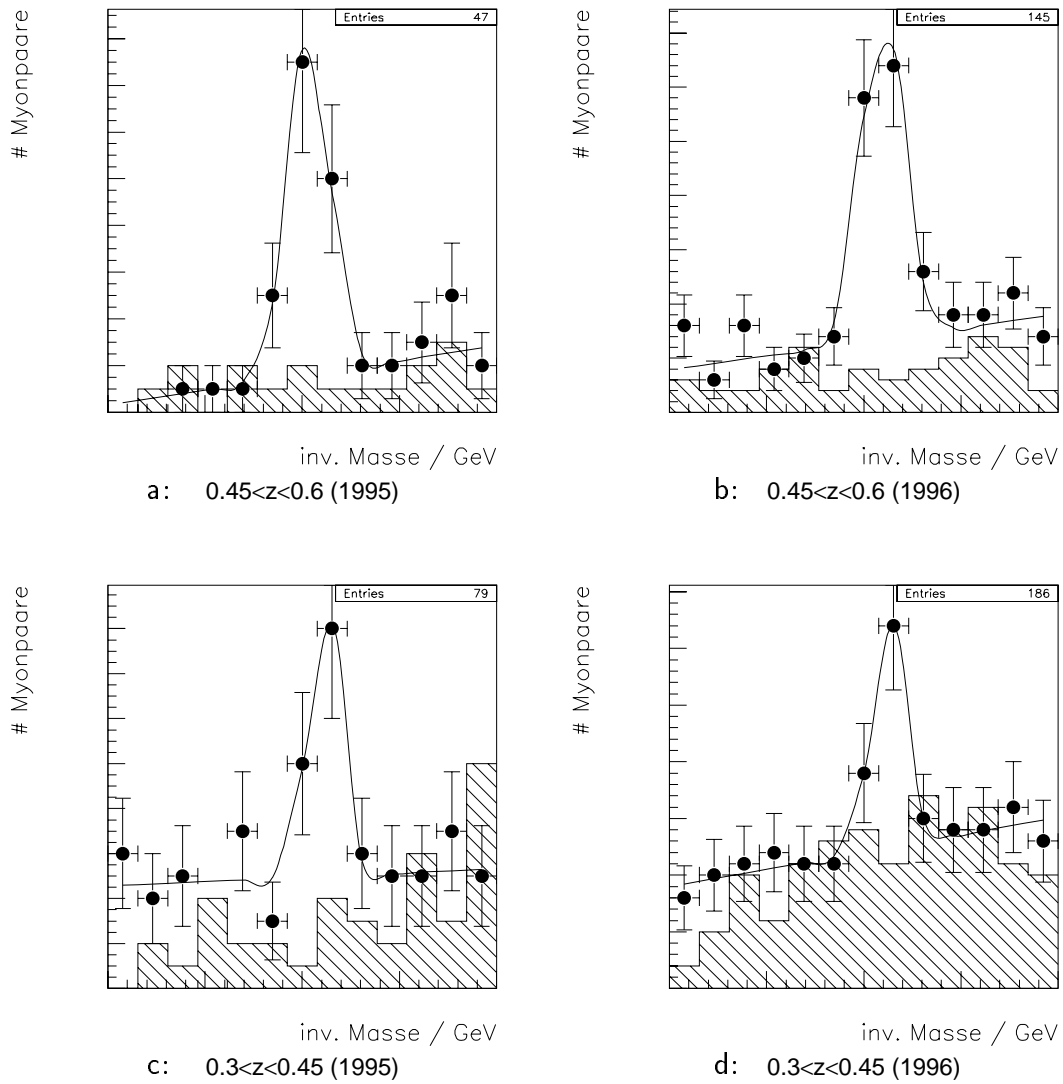 Entries 47
# Myonpaare
inv. Masse / GeV
a: 0.45<z<0.6 (1995)
Entries 145
# Myonpaare
inv. Masse / GeV
b: 0.45<z<0.6 (1996)
Entries 79
# Myonpaare
inv. Masse / GeV
c: 0.3<z<0.45 (1995)
Entries 186
# Myonpaare
inv. Masse / GeV
d: 0.3<z<0.45 (1996)